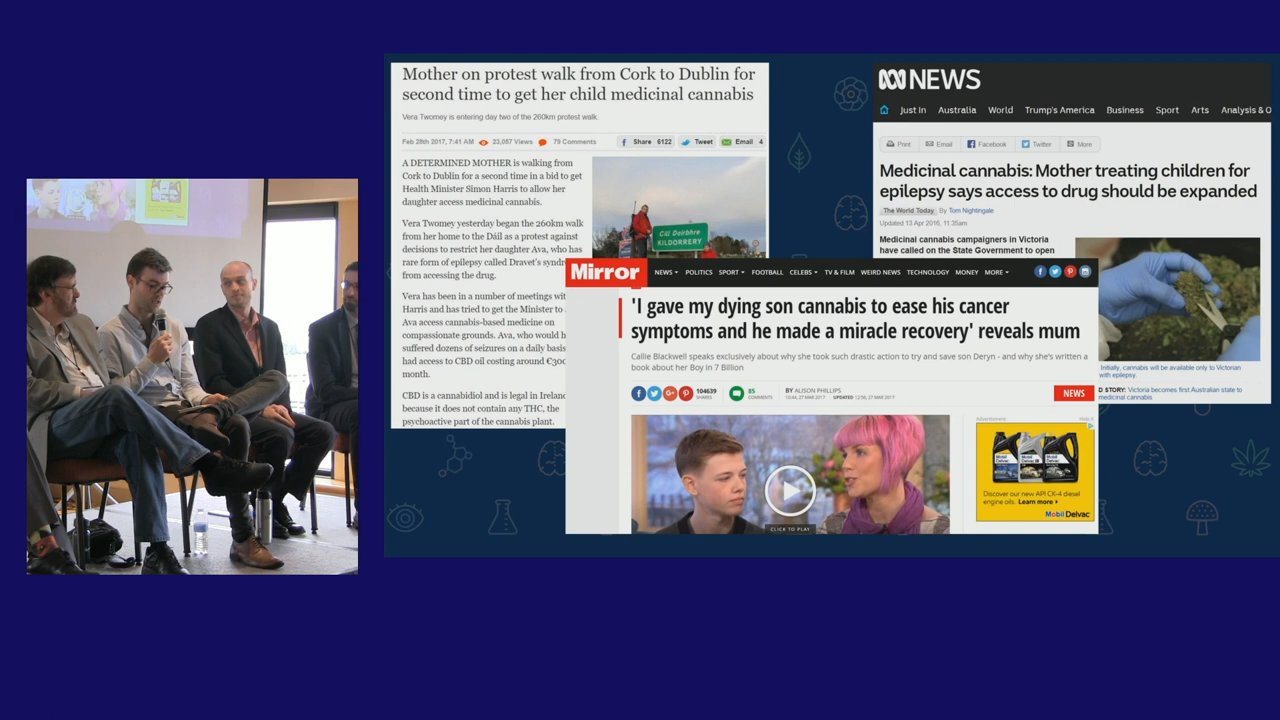 Mother on protest walk from Cork to Dublin for
second time to get her child medicinal cannabis
Vera Twomey is entering day two of the 260km protest walk.
Feb 28th 2017, 7:41 AM 23,057 Views 79 Comments Share 6122 Tweet Email 4
A DETERMINED MOTHER is walking from
Cork to Dublin for a second time in a bid to get
Health Minister Simon Harris to allow her
daughter access medicinal cannabis.
Vera Twomey yesterday began the 260km walk
from her home to the Dáil as a protest against
decisions to restrict her daughter Ava, who has
rare form of epilepsy called Dravet's syndr
from accessing the drug.
Vera has been in a number of meetings wit
Harris and has tried to get the Minister to
Ava access cannabis-based medicine on
compassionate grounds. Ava, who would h
suffered dozens of seizures on a daily basis
had access to CBD oil costing around €300
month.
CBD is a cannabidiol and is legal in Irelan
because it does not contain any THC, the
psychoactive part of the cannabis plant.
Cill Dairbhre
KILDORRERY
NEWS
Just In Australia World Trump's America Business Sport Arts Analysis & O
Print Email Facebook Twitter More
Medicinal cannabis: Mother treating children for
epilepsy says access to drug should be expanded
The World Today By Tom Nightingale
Updated 13 Apr 2016, 11:35am
Medicinal cannabis campaigners in Victoria
have called on the State Government to open
Initially, cannabis will be available only to Victorian
with epilepsy.
D STORY: Victoria becomes first Australian state to
medicinal cannabis
Mirror
NEWS POLITICS SPORT FOOTBALL CELEBS TV & FILM WEIRD NEWS TECHNOLOGY MONEY MORE
'I gave my dying son cannabis to ease his cancer
symptoms and he made a miracle recovery' reveals mum
Callie Blackwell speaks exclusively about why she took such drastic action to try and save son Deryn - and why she's written a
book about her Boy in 7 Billion
104639
SHARES
85
COMMENTS
BY ALISON PHILLIPS
10:44, 27 MAR 2017 UPDATED 12:56, 27 MAR 2017
NEWS
CLICK TO PLAY
Advertisement
Discover our new API CK-4 diesel
engine oils. Learn more
Mobil Delvac